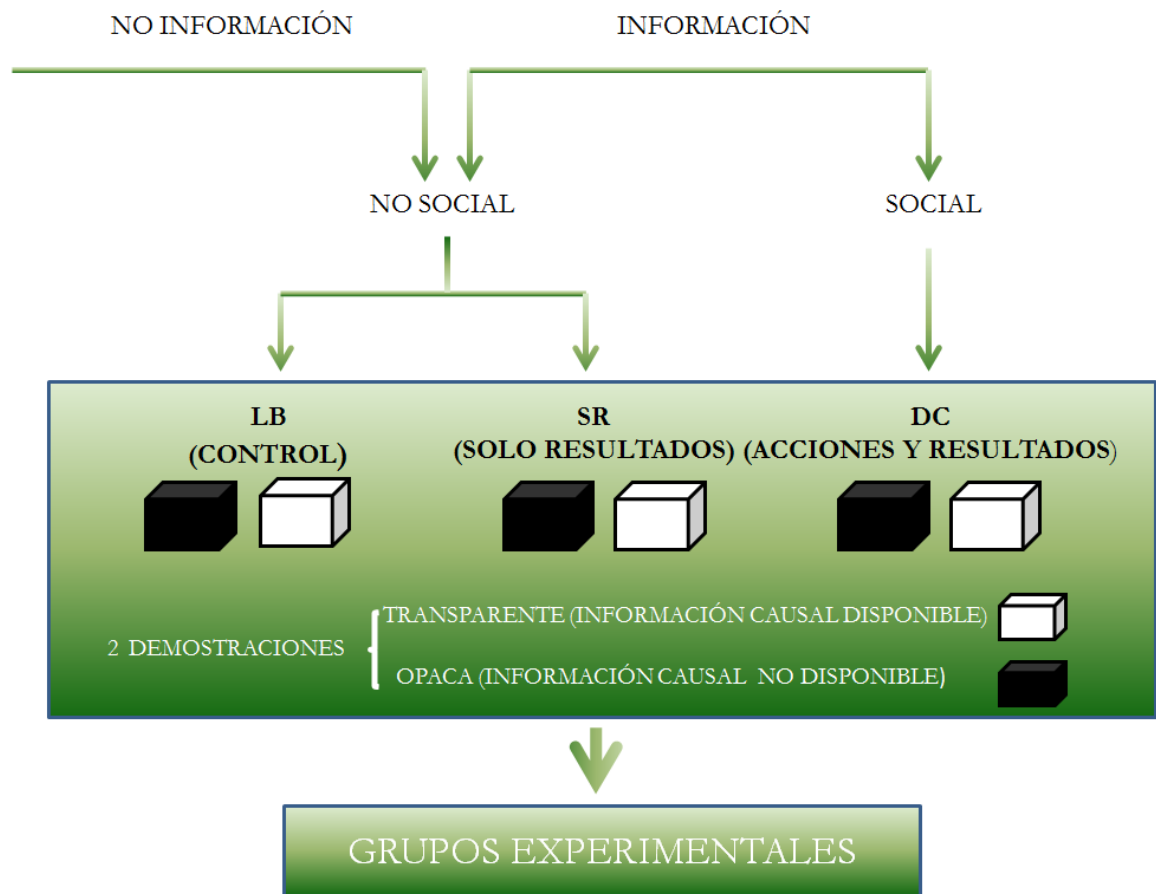 NO INFORMACIÓN
INFORMACIÓN
NO SOCIAL
SOCIAL
LB
(CONTROL)
SR
(SOLO RESULTADOS)
DC
(ACCIONES Y RESULTADOS)
2 DEMOSTRACIONES
TRANSPARENTE (INFORMACIÓN CAUSAL DISPONIBLE)
OPACA (INFORMACIÓN CAUSAL NO DISPONIBLE)
GRUPOS EXPERIMENTALES